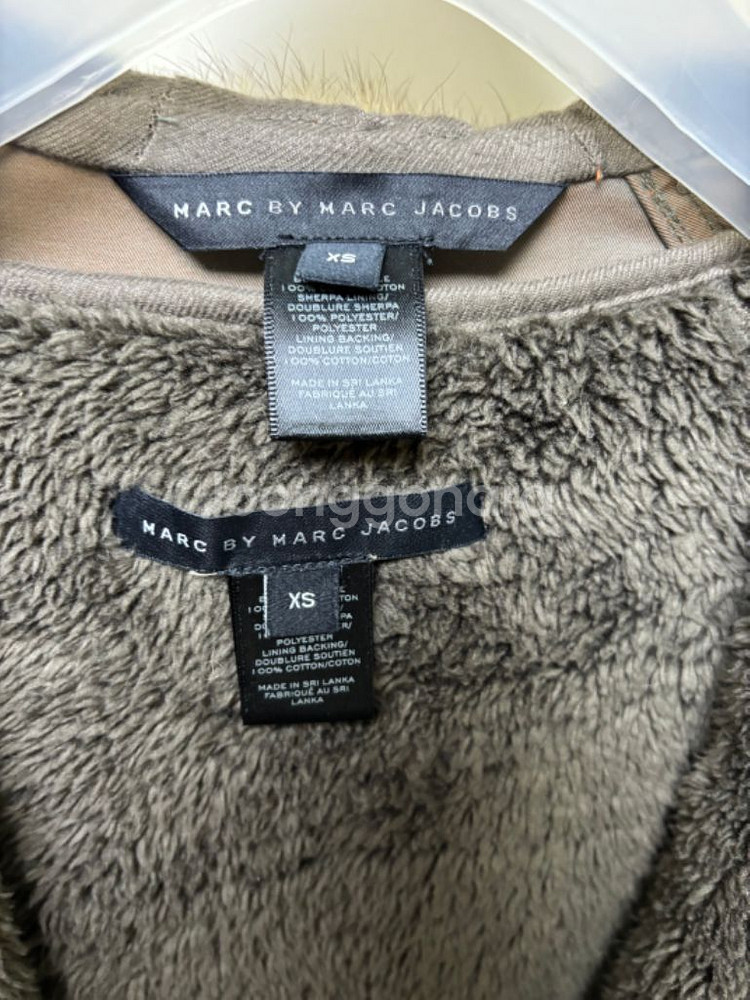 MARC BY MARC JACOBS
XS
SHERPA LINING/
DOUBLURE SHERPA
100% POLYESTER/
POLYESTER
LINING BACKING/
DOUBLURE SOUTIEN
100% COTTON/COTON
MADE IN SRI LANKA
FABRIQUÉ AU SRI
LANKA
MARC BY MARC JACOBS
XS
POLYESTER
LINING BACKING/
DOUBLURE SOUTIEN
100% COTTON/COTON
MADE IN SRI LANKA
FABRIQUÉ AU SRI
LANKA